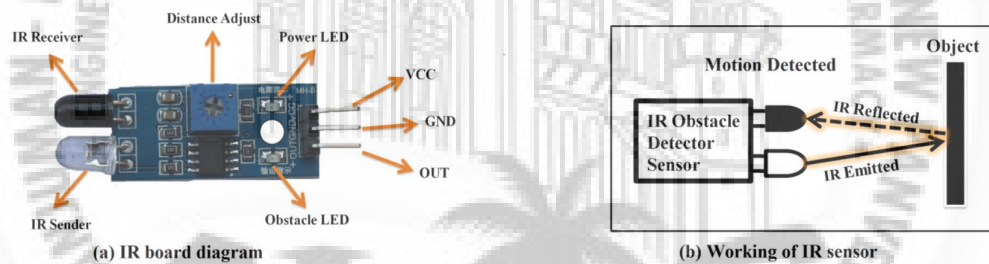 Distance Adjust
IR Receiver
Power LED
VCC
GND
OUT
IR Sender
Obstacle LED
(a) IR board diagram
Object
Motion Detected
IR Obstacle
Detector
Sensor
IR Reflected
IR Emitted
(b) Working of IR sensor